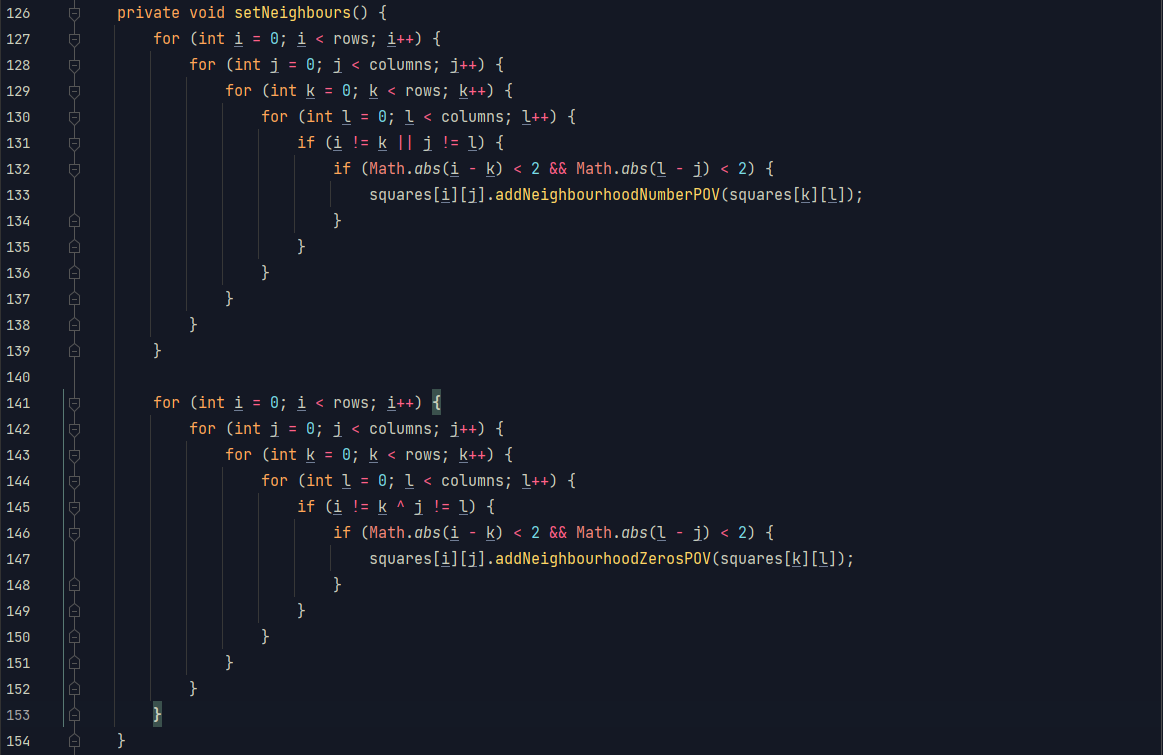 126 private void setNeighbours() {
127 for (int i = 0; i < rows; i++) {
128 for (int j = 0; j < columns; j++) {
129 for (int k = 0; k < rows; k++) {
130 for (int l = 0; l < columns; l++) {
131 if (i != k || j != l) {
132 if (Math.abs(i - k) < 2 && Math.abs(l - j) < 2) {
133 squares[i][j].addNeighbourhoodNumberPOV(squares[k][l]);
134 }
135 }
136 }
137 }
138 }
139 }
140
141 for (int i = 0; i < rows; i++) {
142 for (int j = 0; j < columns; j++) {
143 for (int k = 0; k < rows; k++) {
144 for (int l = 0; l < columns; l++) {
145 if (i != k ^ j != l) {
146 if (Math.abs(i - k) < 2 && Math.abs(l - j) < 2) {
147 squares[i][j].addNeighbourhoodZerosPOV(squares[k][l]);
148 }
149 }
150 }
151 }
152 }
153 }
154 }